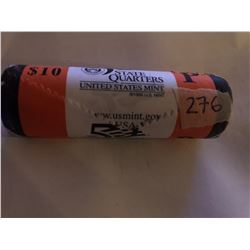 $10
STATE
QUARTERS
UNITED STATES MINT
www.usmint.gov
USA
P
276